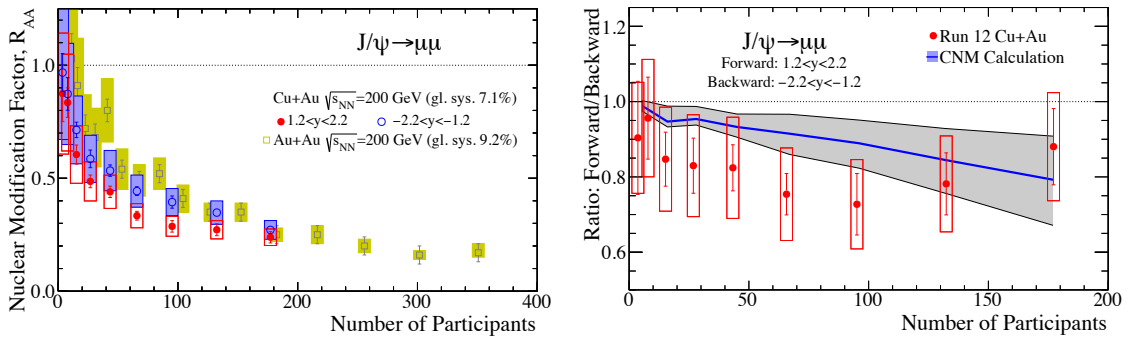 Nuclear Modification Factor, R_AA
1.0
0.5
0.0
0
100
200
300
400
Number of Participants
J/ψ→μμ
Cu+Au √s_NN=200 GeV (gl. sys. 7.1%)
1.2<y<2.2
−2.2<y<−1.2
Au+Au √s_NN=200 GeV (gl. sys. 9.2%)
Ratio: Forward/Backward
1.2
1.0
0.8
0.6
0
50
100
150
200
Number of Participants
J/ψ→μμ
Forward: 1.2<y<2.2
Backward: -2.2<y<-1.2
Run 12 Cu+Au
CNM Calculation